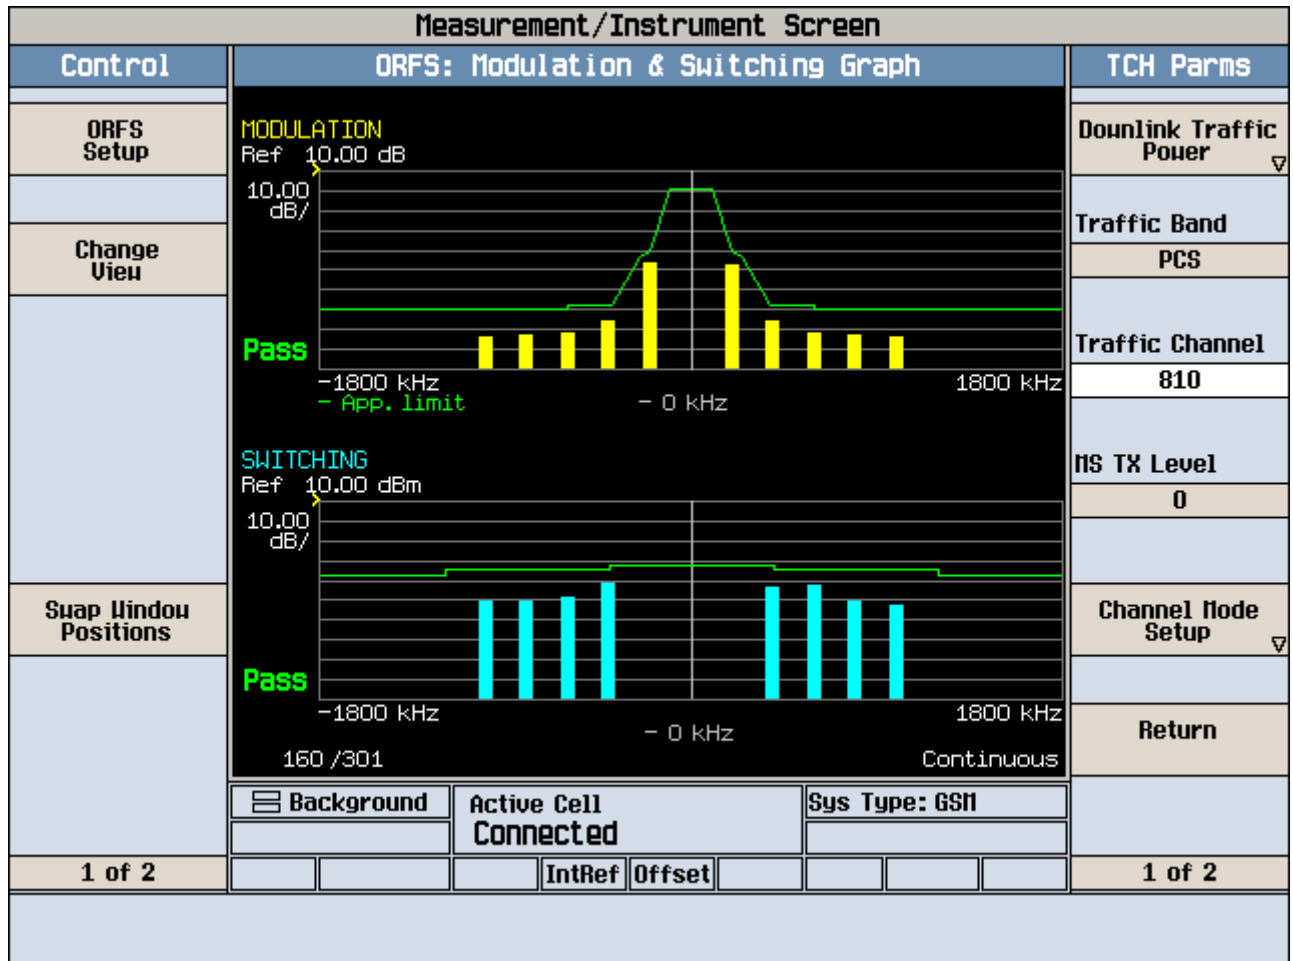 Measurement/Instrument Screen
Control
ORFS: Modulation & Switching Graph
TCH Parms
ORFS
Setup
Change
View
Swap Window
Positions
1 of 2
MODULATION
Ref 10.00 dB
10.00
dB/
Pass
-1800 kHz
1800 kHz
- App. limit
- 0 kHz
SWITCHING
Ref 10.00 dBm
10.00
dB/
Pass
-1800 kHz
1800 kHz
- 0 kHz
160 /301
Continuous
Background
Active Cell
Connected
Sys Type: GSM
IntRef
Offset
Downlink Traffic
Power
Traffic Band
PCS
Traffic Channel
810
MS TX Level
0
Channel Mode
Setup
Return
1 of 2